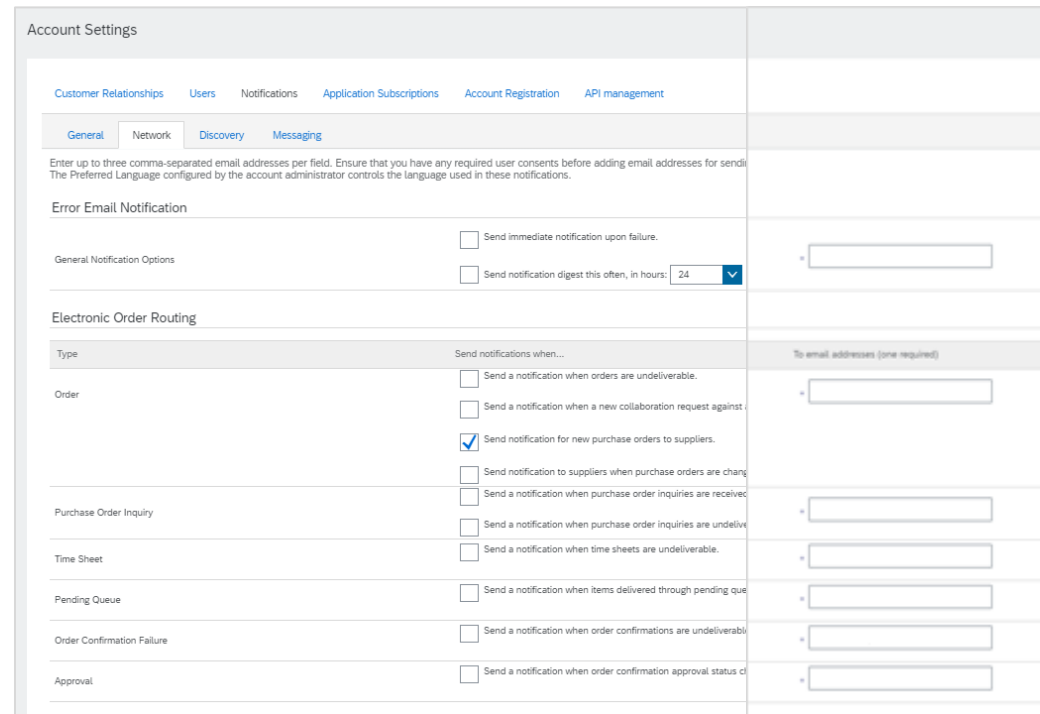 Account Settings
Customer Relationships Users Notifications Application Subscriptions Account Registration API management
General Network Discovery Messaging
Enter up to three comma-separated email addresses per field. Ensure that you have any required user consents before adding email addresses for
The Preferred Language configured by the account administrator controls the language used in these notifications.
Error Email Notification
Send immediate notification upon failure.
General Notification Options
Send notification digest this often, in hours: 24
Electronic Order Routing
Type Send notifications when... To email addresses (one required)
Send a notification when orders are undeliverable.
Order
Send a notification when a new collaboration request against
Send notification for new purchase orders to suppliers.
Send notification to suppliers when purchase orders are
Send a notification when purchase order inquiries are
Purchase Order Inquiry
Send a notification when purchase order inquiries are
Send a notification when time sheets are undeliverable.
Time Sheet
Send a notification when items delivered through pending
Pending Queue
Send a notification when order confirmations are
Order Confirmation Failure
Send a notification when order confirmation approval status
Approval